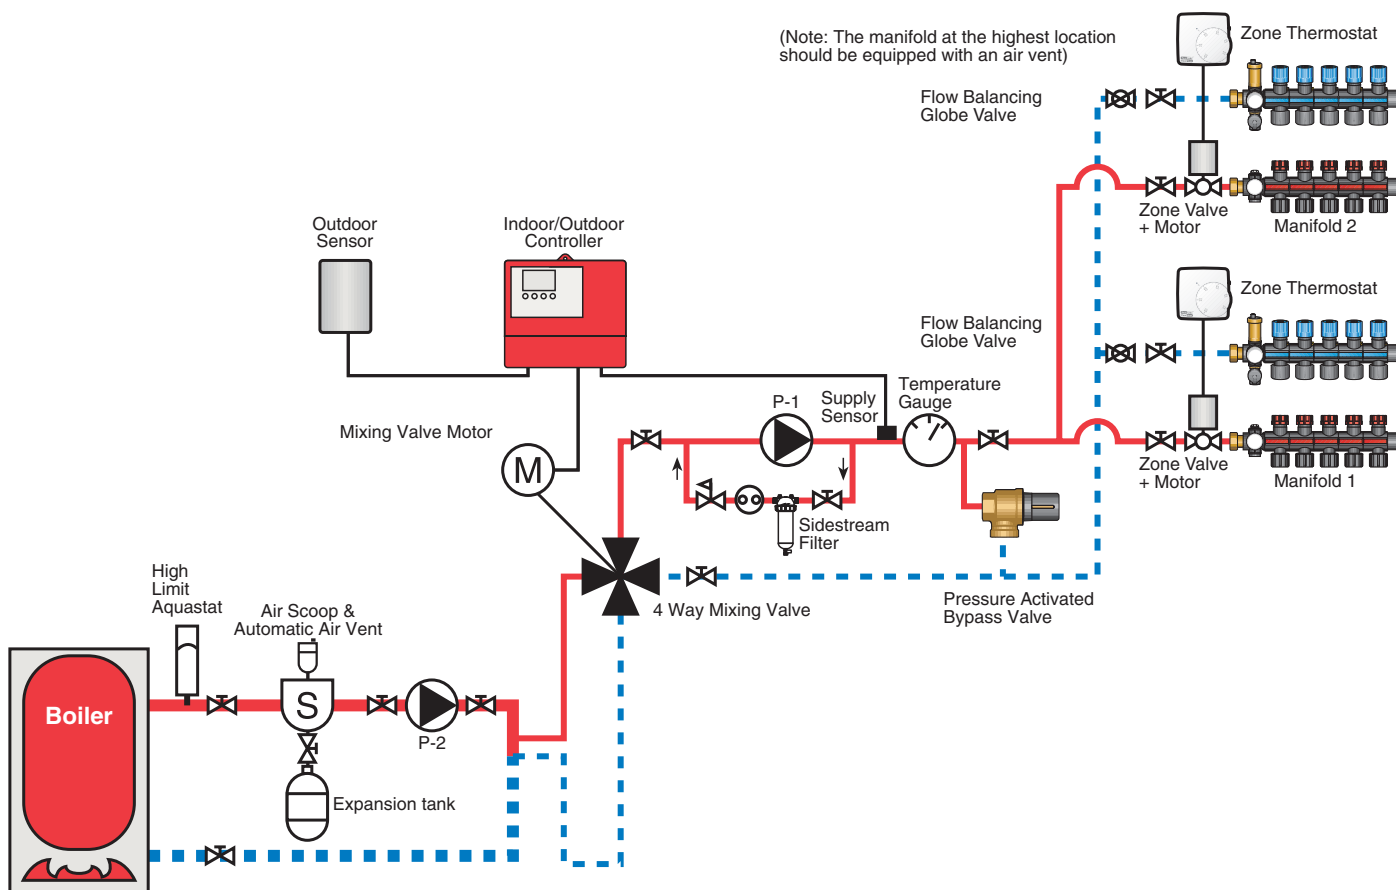 (Note: The manifold at the highest location
should be equipped with an air vent)
Zone Thermostat
Flow Balancing
Globe Valve
Zone Valve
+ Motor
Manifold 2
Outdoor
Sensor
Indoor/Outdoor
Controller
Zone Thermostat
Flow Balancing
Globe Valve
P-1
Supply
Sensor
Temperature
Gauge
Mixing Valve Motor
M
Zone Valve
+ Motor
Manifold 1
Sidestream
Filter
High
Limit
Aquastat
Air Scoop &
Automatic Air Vent
4 Way Mixing Valve
Pressure Activated
Bypass Valve
Boiler
S
P-2
Expansion tank